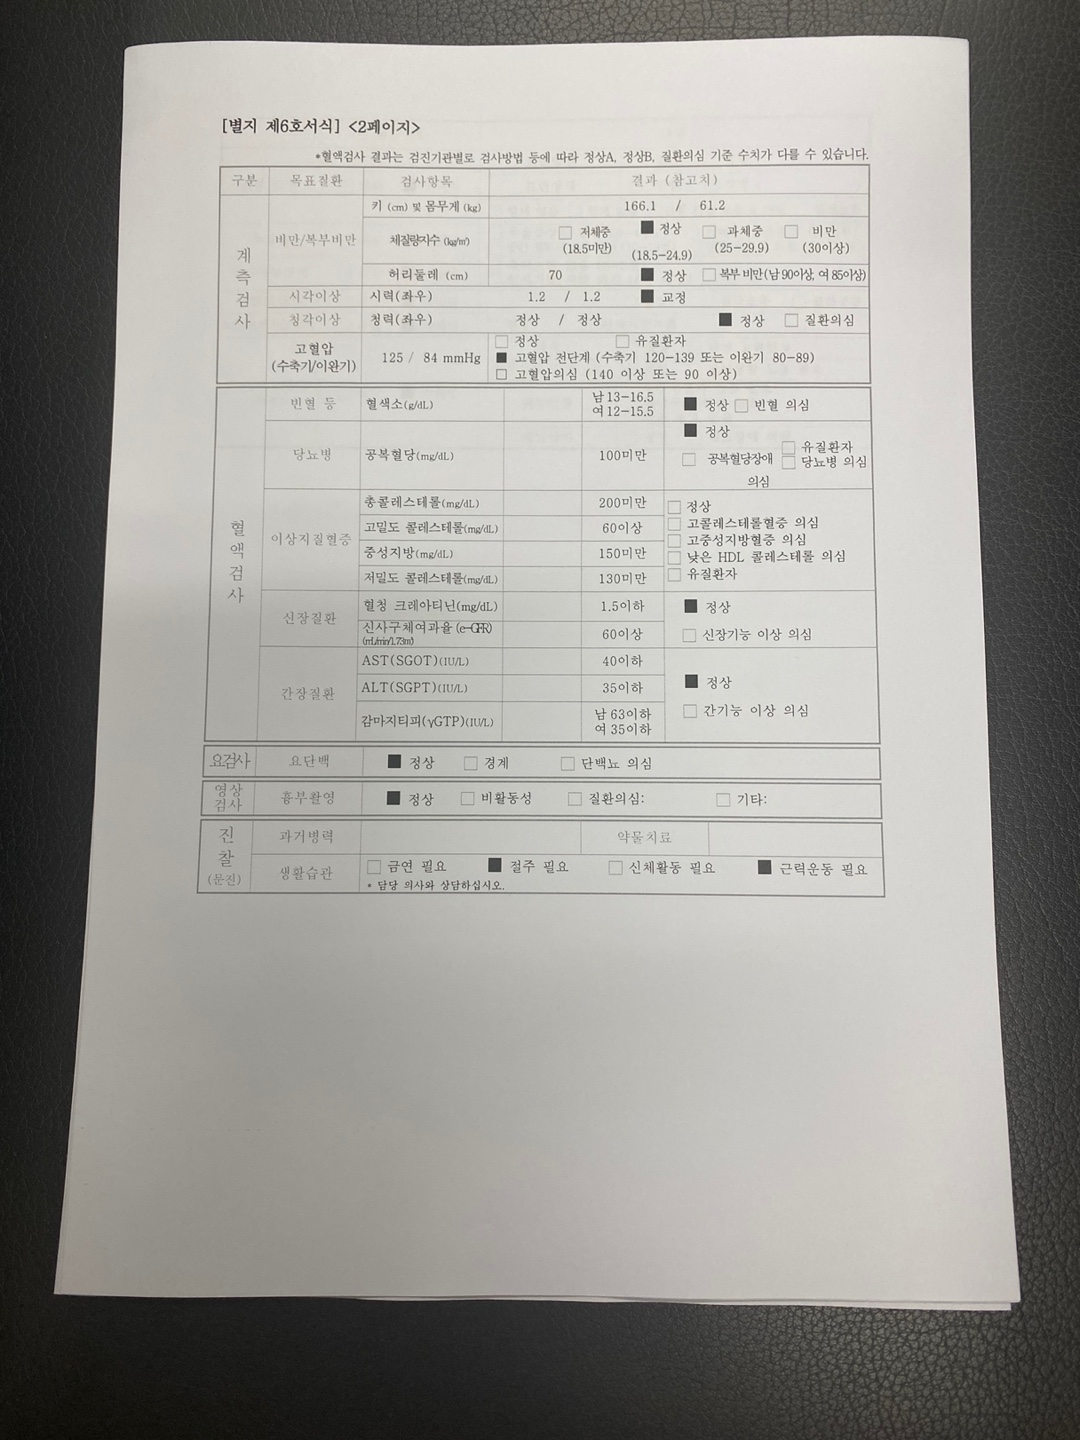 [별지 제6호서식] <2페이지>
*혈액검사 결과는 검진기관별로 검사방법 등에 따라 정상A, 정상B, 질환의심 기준 수치가 다를 수 있습니다.
구분 목표질환 검사항목 결과 (참고치)
계측검사
비만/복부비만
키 (cm) 및 몸무게 (kg) 166.1 / 61.2
체질량지수 (kg/㎡) □ 저체중 (18.5미만) ■ 정상 (18.5-24.9) □ 과체중 (25-29.9) □ 비만 (30이상)
허리둘레 (cm) 70 ■ 정상 □ 복부 비만(남 90이상, 여 85이상)
시각이상 시력(좌우) 1.2 / 1.2 ■ 교정
청각이상 청력(좌우) 정상 / 정상 ■ 정상 □ 질환의심
고혈압 (수축기/이완기) 125 / 84 mmHg
□ 정상 □ 유질환자
■ 고혈압 전단계 (수축기 120-139 또는 이완기 80-89)
□ 고혈압의심 (140 이상 또는 90 이상)
혈액검사
빈혈 등 혈색소(g/dL) 남 13-16.5 여 12-15.5 ■ 정상 □ 빈혈 의심
당뇨병 공복혈당(mg/dL) 100미만
■ 정상
□ 유질환자
□ 공복혈당장애 의심 □ 당뇨병 의심
이상지질혈증
총콜레스테롤(mg/dL) 200미만
고밀도 콜레스테롤(mg/dL) 60이상
중성지방(mg/dL) 150미만
저밀도 콜레스테롤(mg/dL) 130미만
□ 정상
□ 고콜레스테롤혈증 의심
□ 고중성지방혈증 의심
□ 낮은 HDL 콜레스테롤 의심
□ 유질환자
신장질환
혈청 크레아티닌(mg/dL) 1.5이하 ■ 정상
신사구체여과율 (e-GFR) (mL/min/1.73㎡) 60이상 □ 신장기능 이상 의심
간장질환
AST(SGOT)(IU/L) 40이하
ALT(SGPT)(IU/L) 35이하 ■ 정상
감마지티피(γGTP)(IU/L) 남 63이하 여 35이하 □ 간기능 이상 의심
요검사 요단백 ■ 정상 □ 경계 □ 단백뇨 의심
영상검사 흉부촬영 ■ 정상 □ 비활동성 □ 질환의심: □ 기타:
진찰 (문진)
과거병력 약물치료
생활습관 □ 금연 필요 ■ 절주 필요 □ 신체활동 필요 ■ 근력운동 필요
* 담당 의사와 상담하십시오.